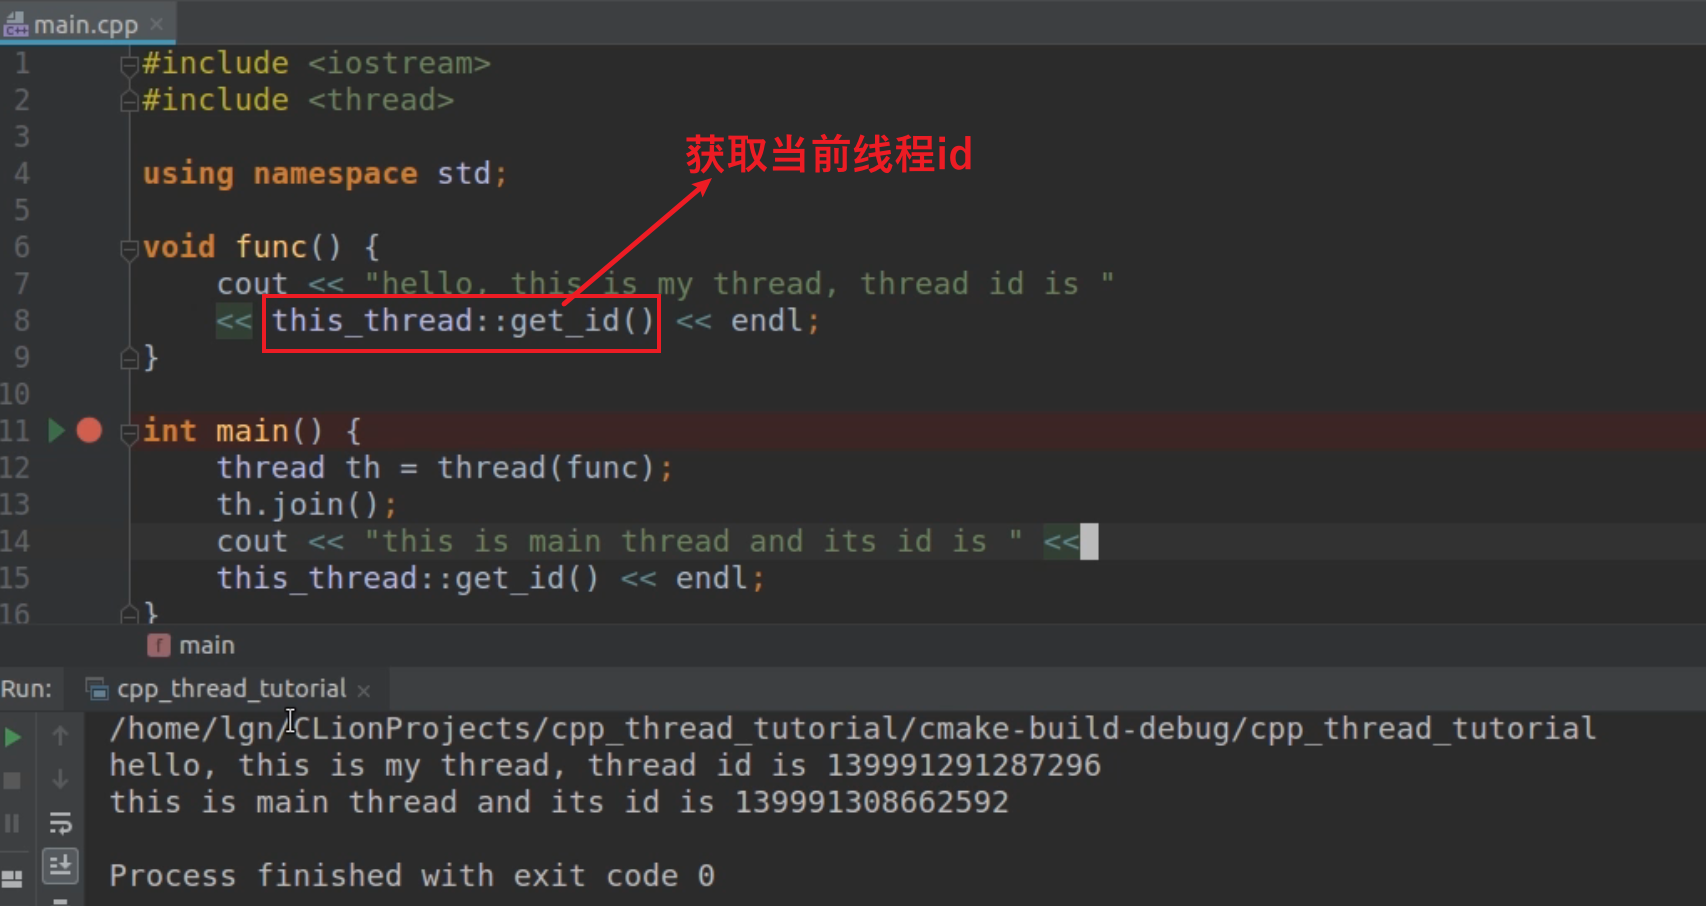 main.cpp
1 #include <iostream>
2 #include <thread>
3
获取当前线程id
4 using namespace std;
5
6 void func() {
7 cout << "hello, this is my thread, thread id is "
8 << this_thread::get_id() << endl;
9 }
10
11 int main() {
12 thread th = thread(func);
13 th.join();
14 cout << "this is main thread and its id is " <<
15 this_thread::get_id() << endl;
16 }
f main
Run: cpp_thread_tutorial
/home/lgn/CLionProjects/cpp_thread_tutorial/cmake-build-debug/cpp_thread_tutorial
hello, this is my thread, thread id is 139991291287296
this is main thread and its id is 139991308662592
Process finished with exit code 0